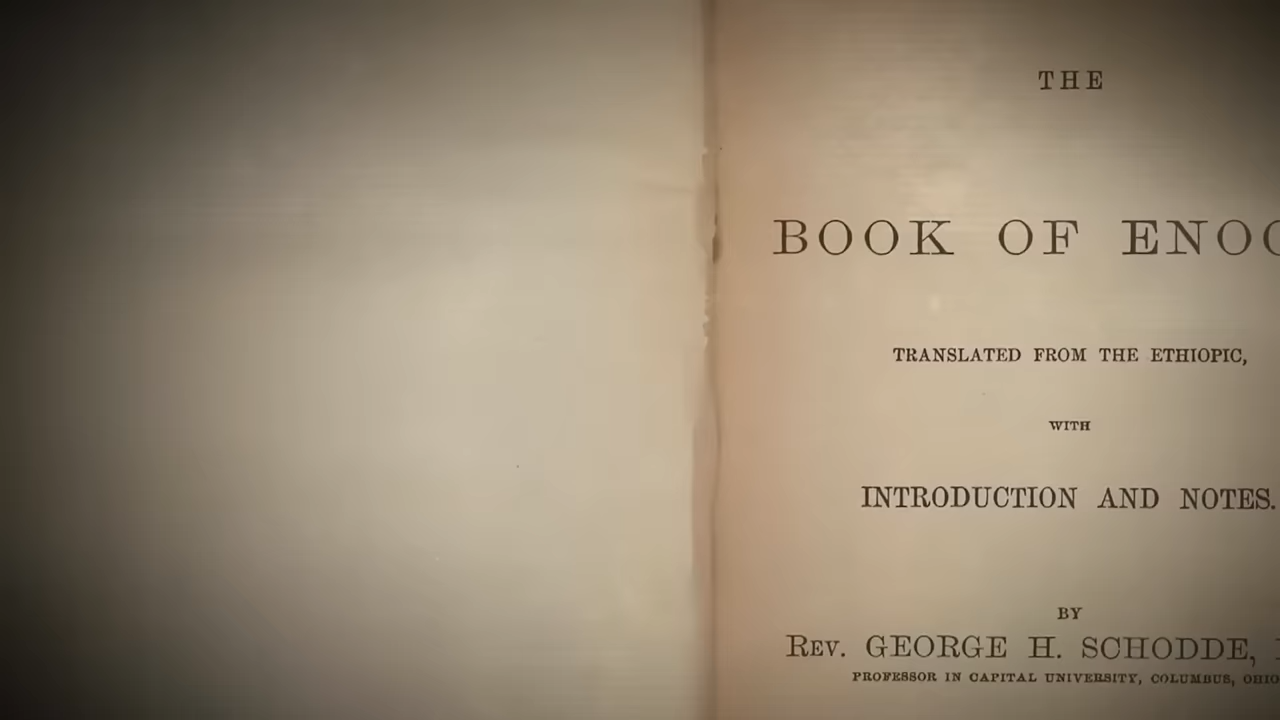 THE
BOOK OF ENOC
TRANSLATED FROM THE ETHIOPIC,
WITH
INTRODUCTION AND NOTES.
BY
REV. GEORGE H. SCHODDE,
PROFESSOR IN CAPITAL UNIVERSITY, COLUMBUS, OHIO